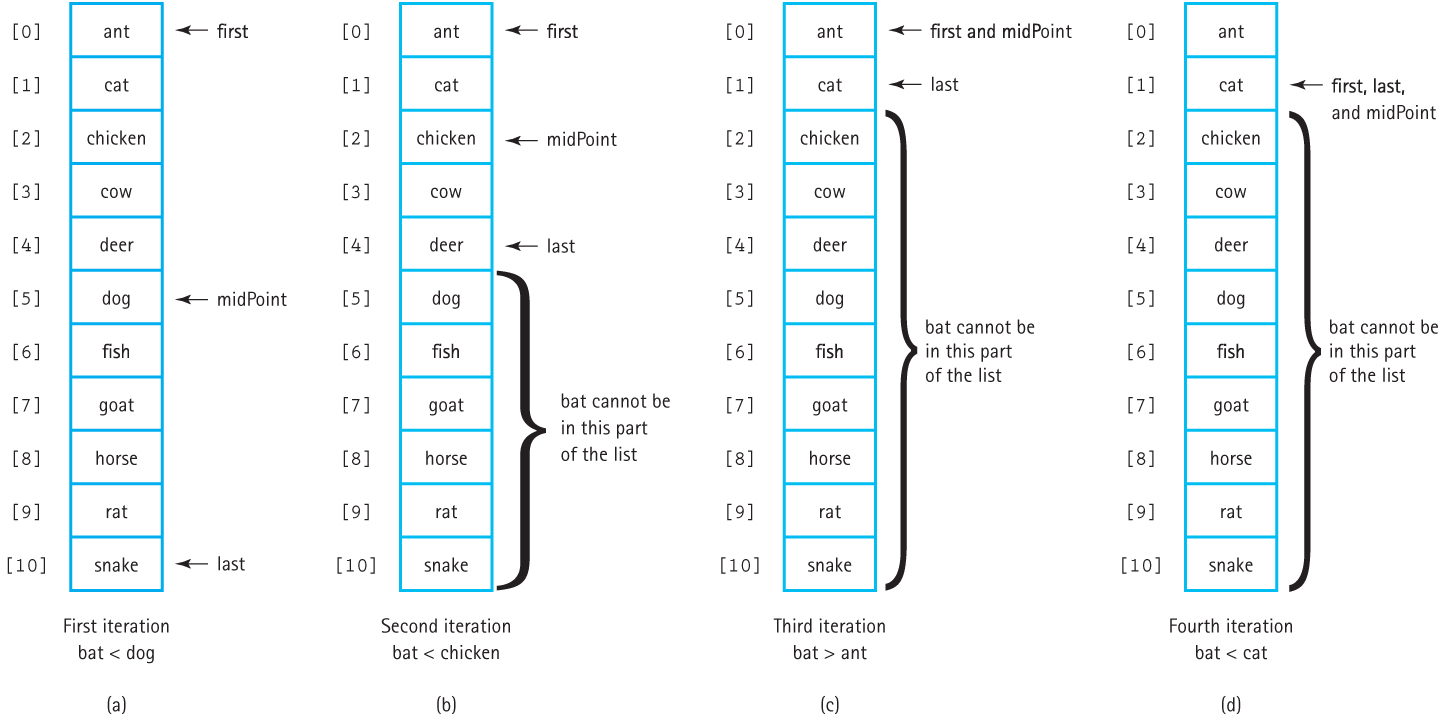 [0] ant first
[1] cat
[2] chicken
[3] cow
[4] deer
[5] dog midPoint
[6] fish
[7] goat
[8] horse
[9] rat
[10] snake last
First iteration
bat < dog
(a)
[0] ant first
[1] cat
[2] chicken midPoint
[3] cow
[4] deer last
[5] dog
[6] fish
[7] goat
[8] horse
[9] rat
[10] snake
bat cannot be
in this part
of the list
Second iteration
bat < chicken
(b)
[0] ant first and midPoint
[1] cat last
[2] chicken
[3] cow
[4] deer
[5] dog
[6] fish
[7] goat
[8] horse
[9] rat
[10] snake
bat cannot be
in this part
of the list
Third iteration
bat > ant
(c)
[0] ant
[1] cat first, last,
and midPoint
[2] chicken
[3] cow
[4] deer
[5] dog
[6] fish
[7] goat
[8] horse
[9] rat
[10] snake
bat cannot be
in this part
of the list
Fourth iteration
bat < cat
(d)